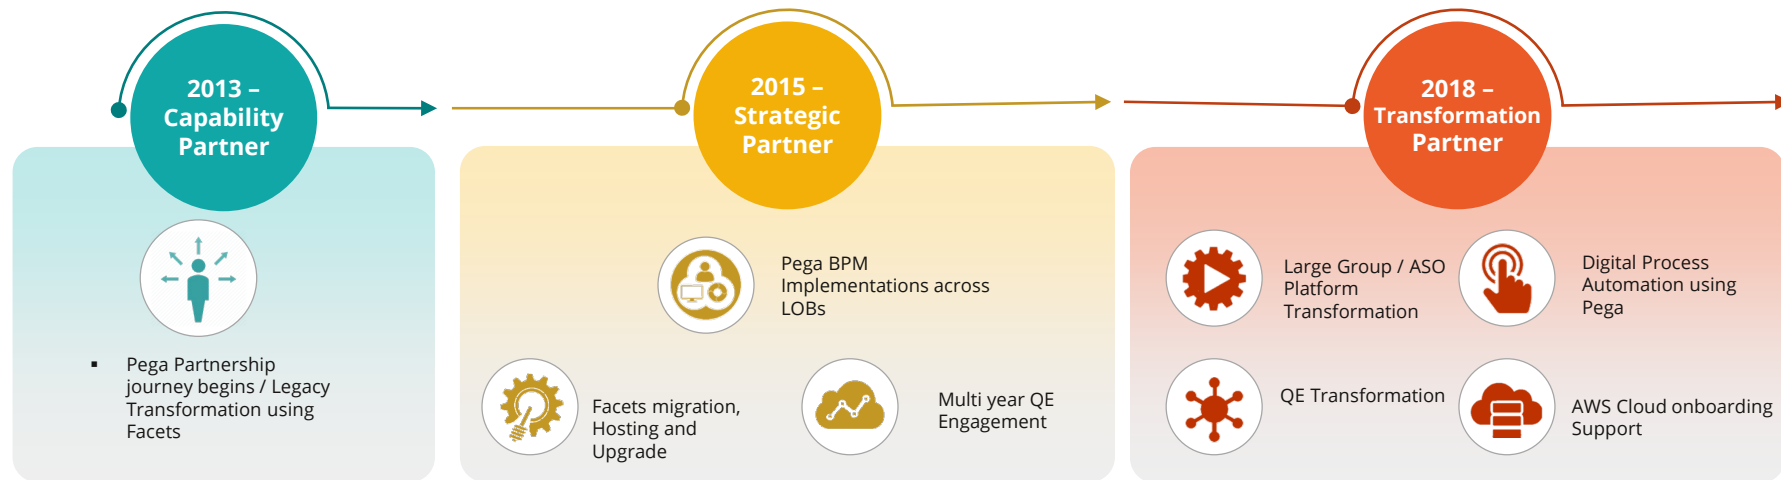 2013 –
Capability
Partner
▪ Pega Partnership
journey begins / Legacy
Transformation using
Facets
2015 –
Strategic
Partner
Pega BPM
Implementations across
LOBs
Facets migration,
Hosting and
Upgrade
Multi year QE
Engagement
2018 –
Transformation
Partner
Large Group / ASO
Platform
Transformation
Digital Process
Automation using
Pega
QE Transformation
AWS Cloud onboarding
Support